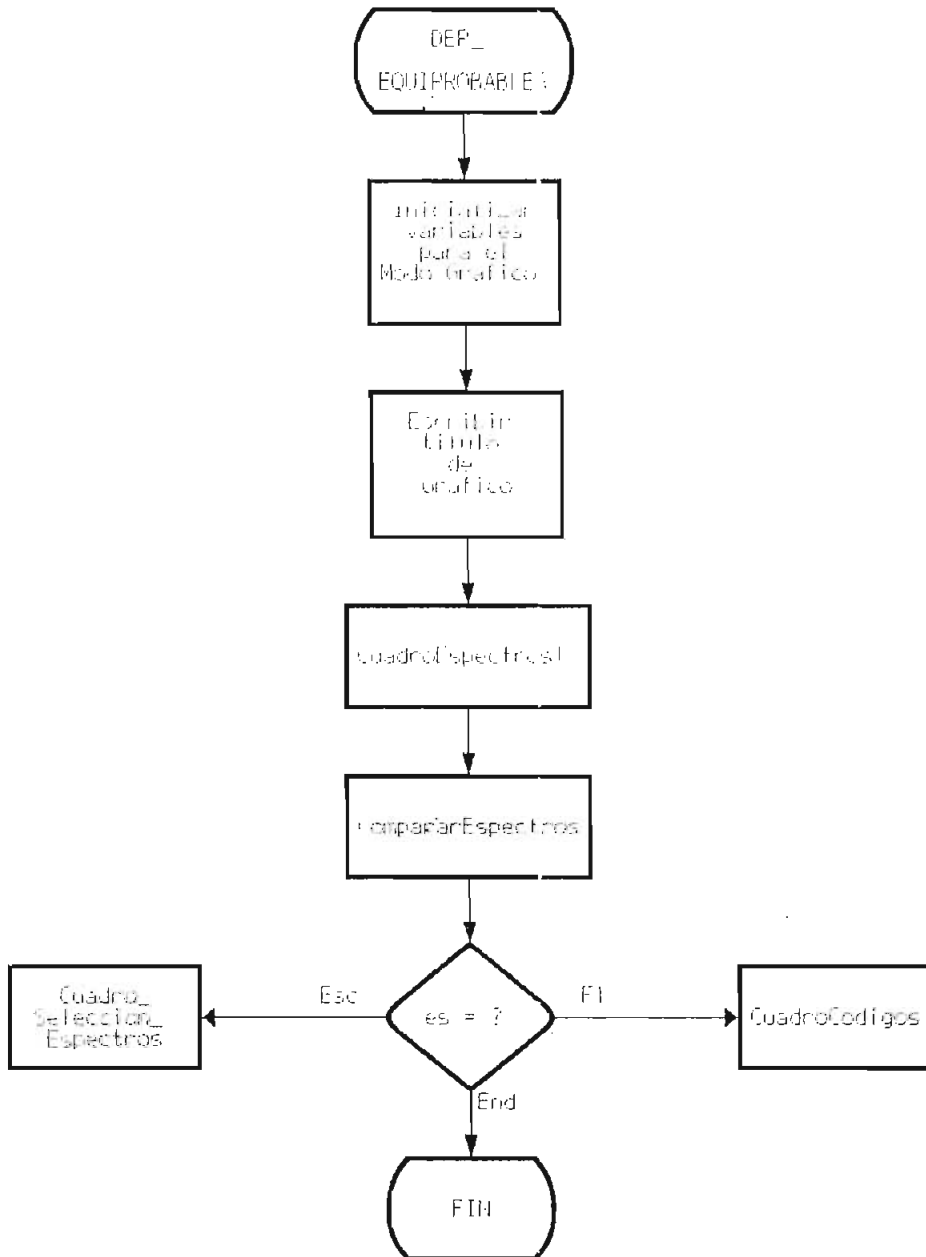 DEP_
EQUIPROBABLES
Inicializar
variables
para el
Modo Grafico
Escribir
titulo
de
Grafico
CuadroEspectros1
CompararEspectros
es = ?
Esc
F1
End
Cuadro_
Seleccion_
Espectros
CuadroCodigos
FIN